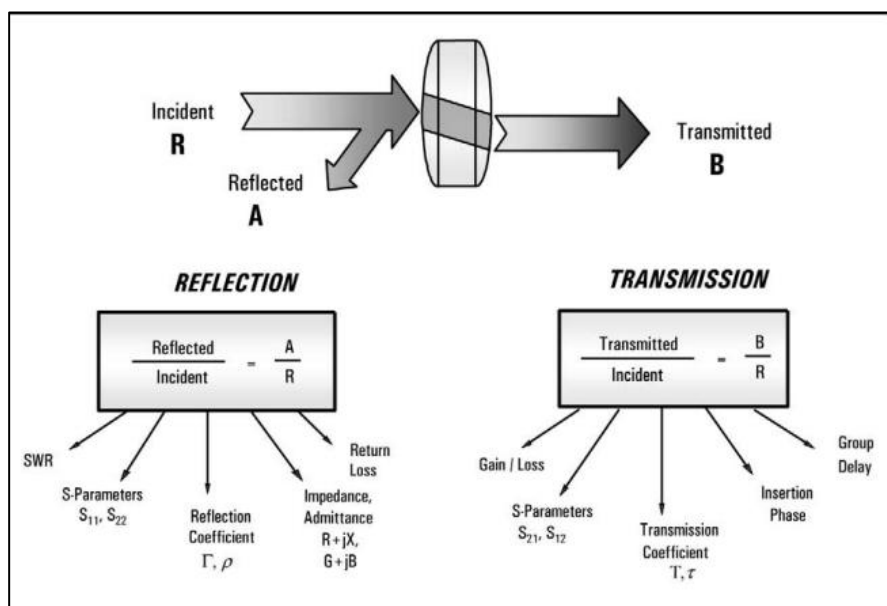 Incident
R
Reflected
A
Transmitted
B
REFLECTION
Reflected
Incident
=
A
R
SWR
S-Parameters
S11, S22
Reflection
Coefficient
Γ, ρ
Impedance,
Admittance
R+jX,
G+jB
Return
Loss
TRANSMISSION
Transmitted
Incident
=
B
R
Gain / Loss
S-Parameters
S21, S12
Transmission
Coefficient
Τ,τ
Insertion
Phase
Group
Delay